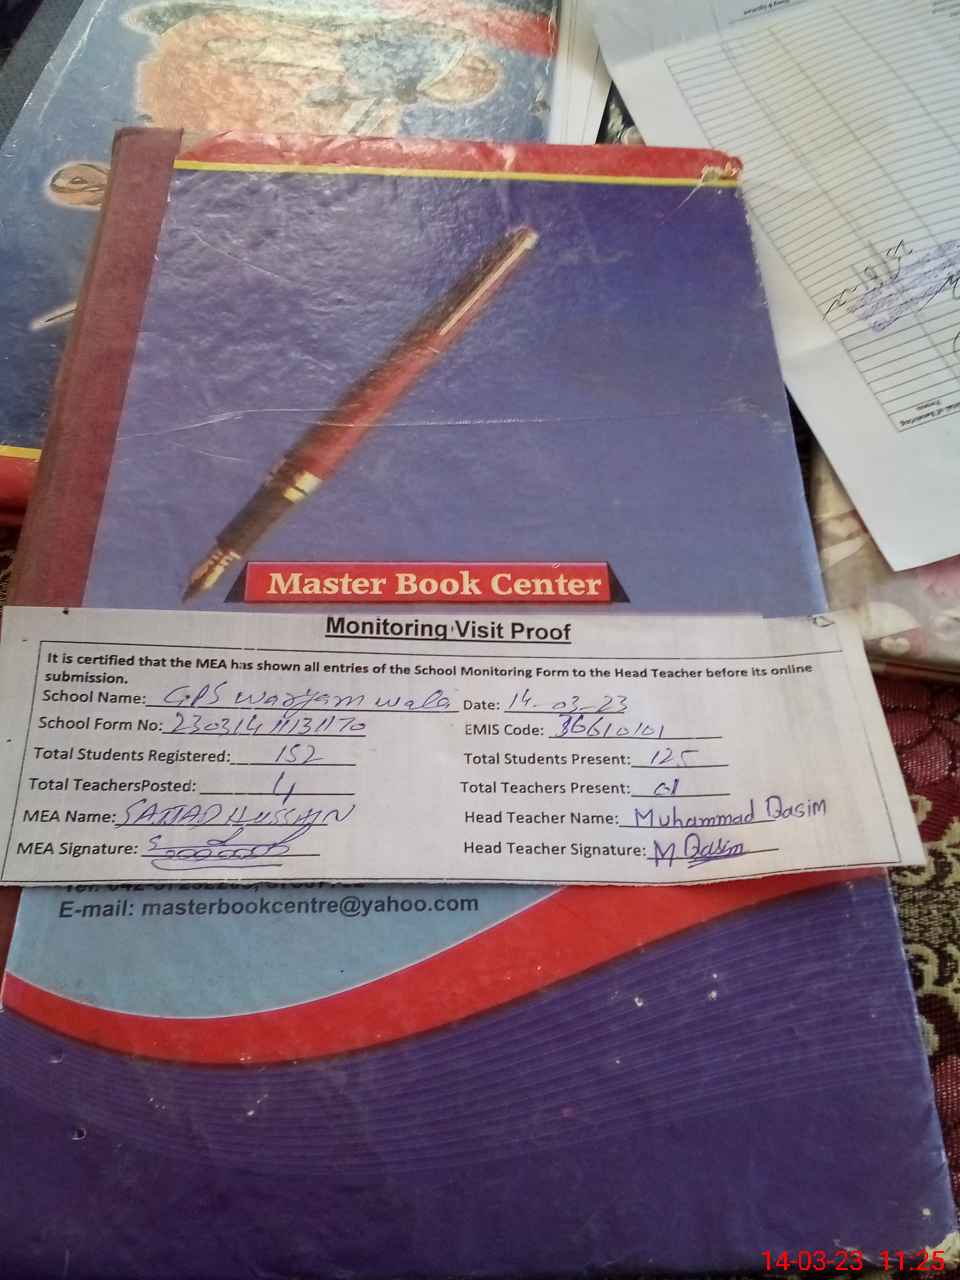 Master Book Center
Monitoring Visit Proof
It is certified that the MEA has shown all entries of the School Monitoring Form to the Head Teacher before its online
submission.
School Name: GPS Waryam wala Date: 14-03-23
School Form No: 230314 11131170 EMIS Code: 36610101
Total Students Registered: 152 Total Students Present: 125
Total TeachersPosted: 4 Total Teachers Present: 01
MEA Name: SATTAR HUSSAIN Head Teacher Name: Muhammad Qasim
MEA Signature: Head Teacher Signature: M Qasim
E-mail: masterbookcentre@yahoo.com
14-03-23 11:25